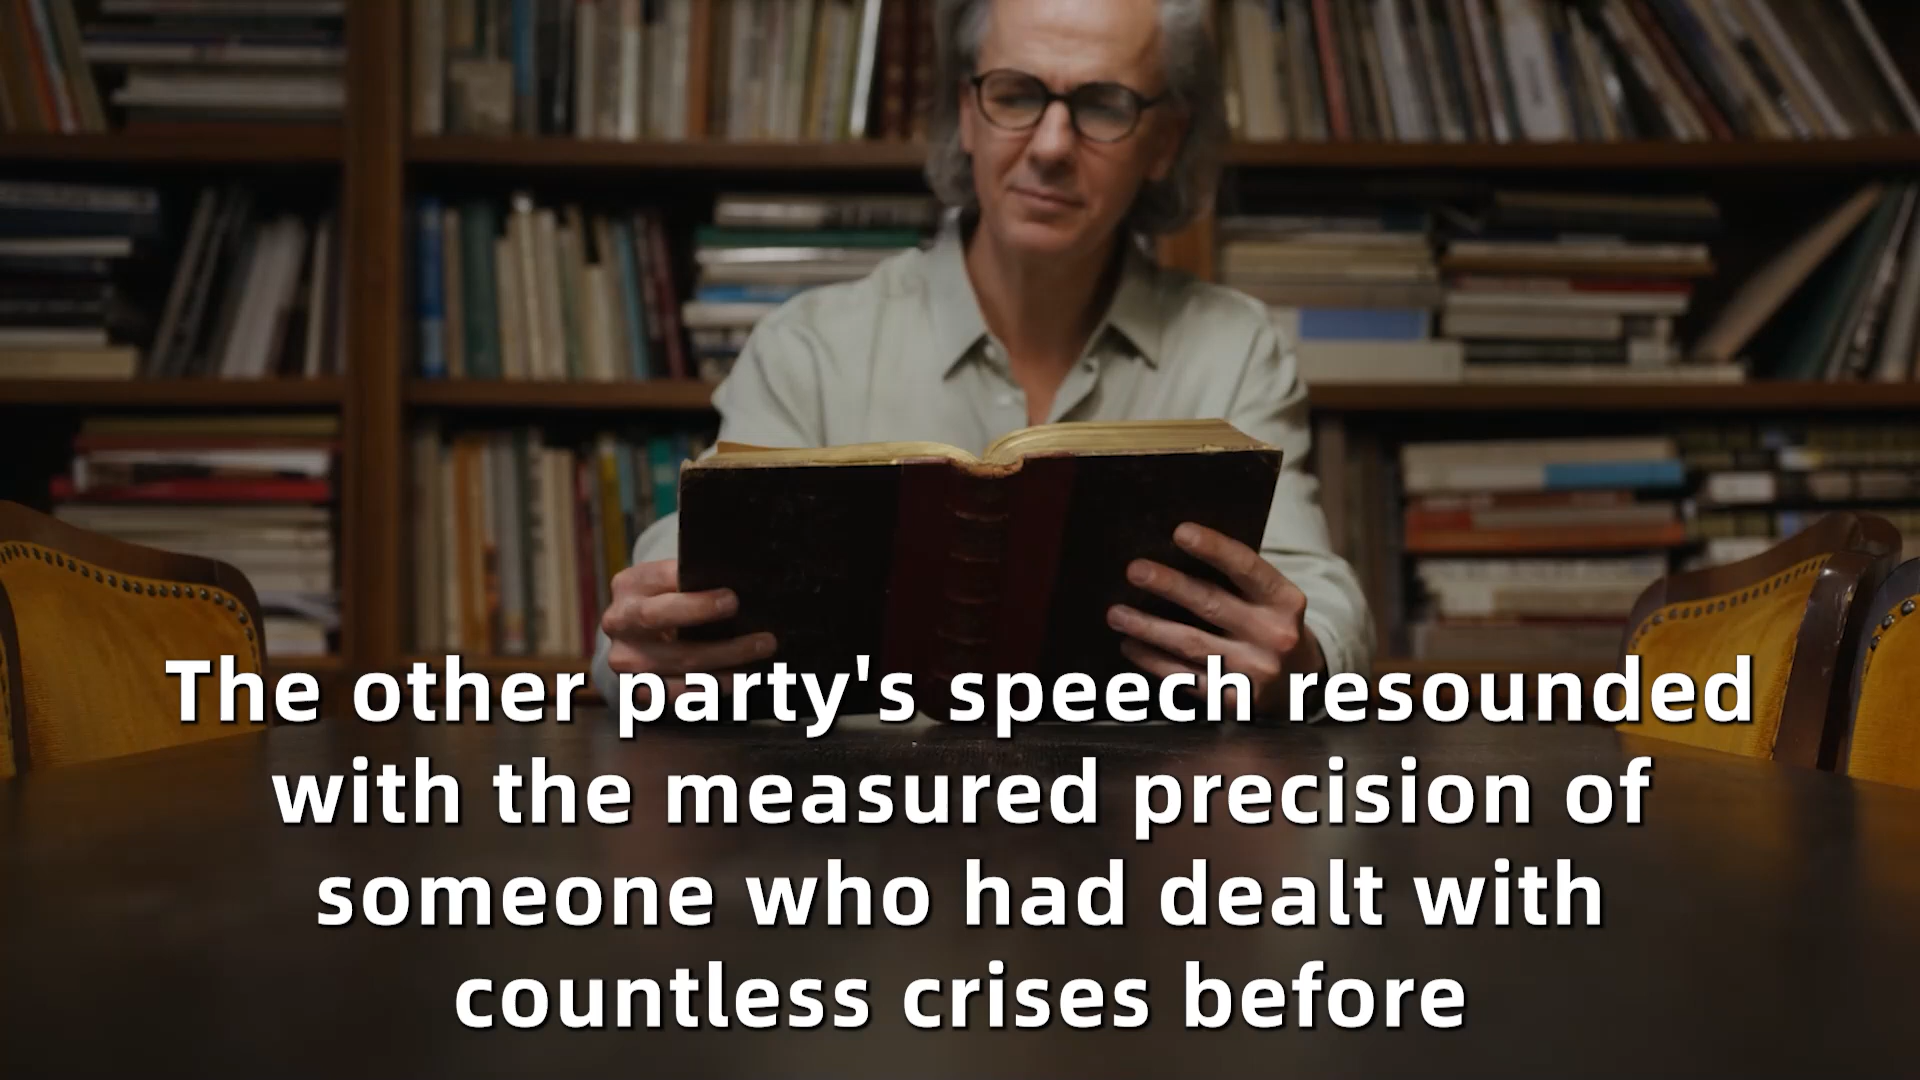 The other party's speech resounded
with the measured precision of
someone who had dealt with
countless crises before